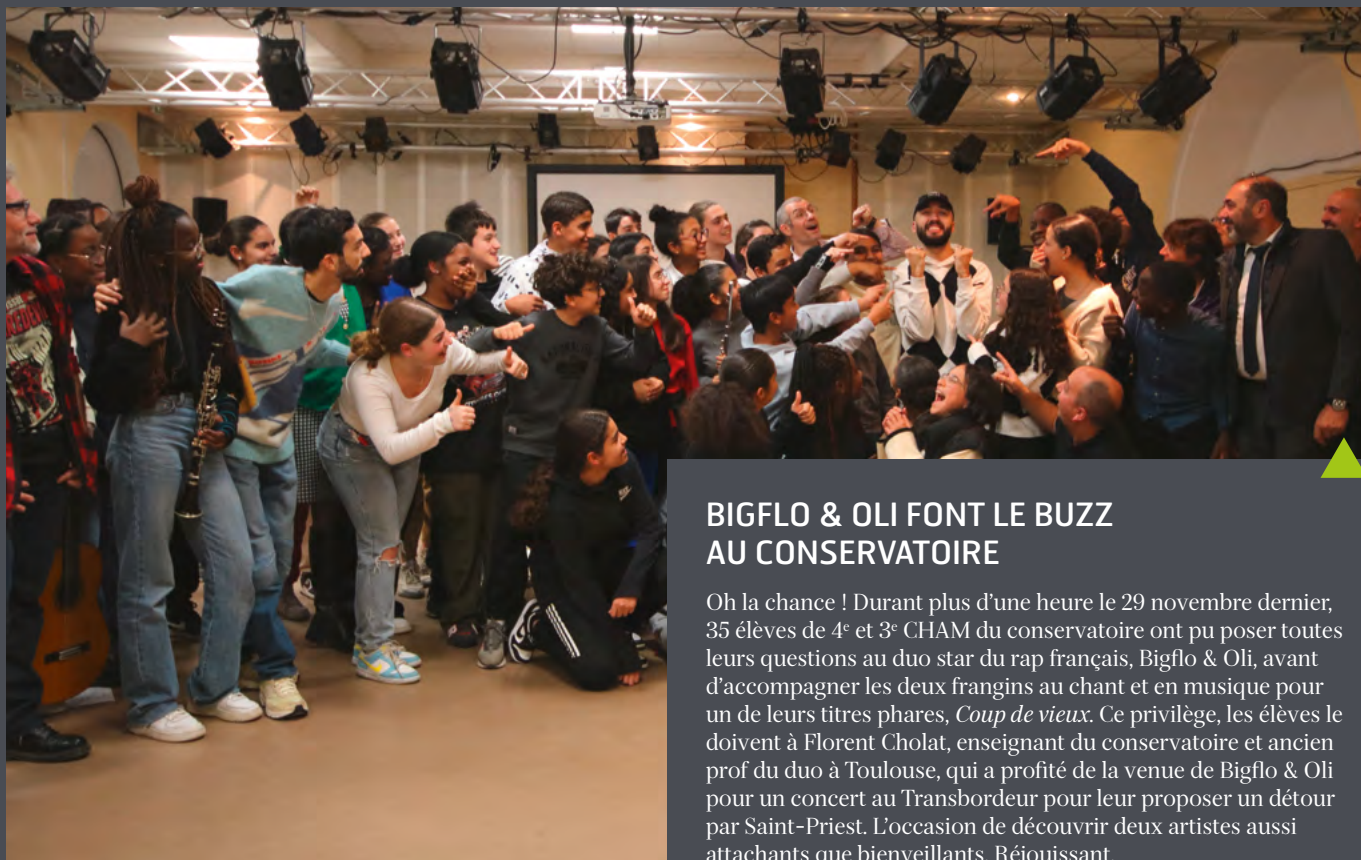 BIGFLO & OLI FONT LE BUZZ
AU CONSERVATOIRE
Oh la chance ! Durant plus d’une heure le 29 novembre dernier,
35 élèves de 4e et 3e CHAM du conservatoire ont pu poser toutes
leurs questions au duo star du rap français, Bigflo & Oli, avant
d’accompagner les deux frangins au chant et en musique pour
un de leurs titres phares, Coup de vieux. Ce privilège, les élèves le
doivent à Florent Cholat, enseignant du conservatoire et ancien
prof du duo à Toulouse, qui a profité de la venue de Bigflo & Oli
pour un concert au Transbordeur pour leur proposer un détour
par Saint-Priest. L’occasion de découvrir deux artistes aussi
attachants que bienveillants. Réjouissant.